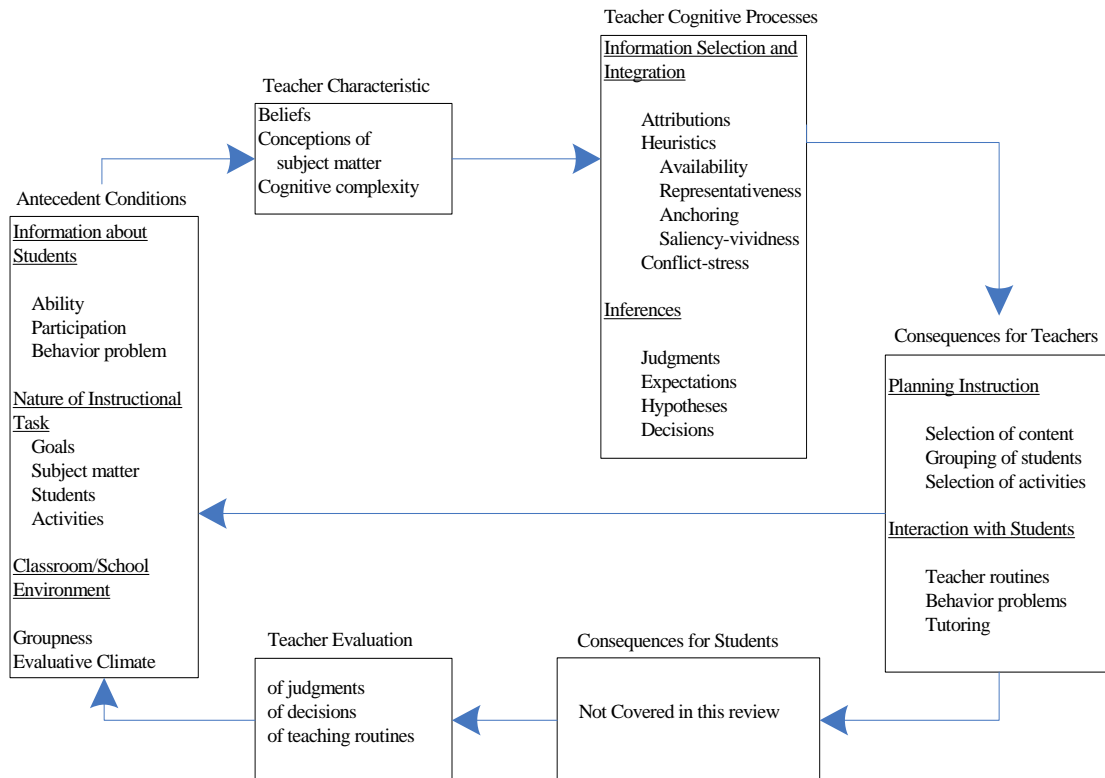 Teacher Cognitive Processes
Information Selection and
Integration
Attributions
Heuristics
Availability
Representativeness
Anchoring
Saliency-vividness
Conflict-stress
Inferences
Judgments
Expectations
Hypotheses
Decisions
Teacher Characteristic
Beliefs
Conceptions of
subject matter
Cognitive complexity
Antecedent Conditions
Information about
Students
Ability
Participation
Behavior problem
Nature of Instructional
Task
Goals
Subject matter
Students
Activities
Classroom/School
Environment
Groupness
Evaluative Climate
Consequences for Teachers
Planning Instruction
Selection of content
Grouping of students
Selection of activities
Interaction with Students
Teacher routines
Behavior problems
Tutoring
Teacher Evaluation
of judgments
of decisions
of teaching routines
Consequences for Students
Not Covered in this review